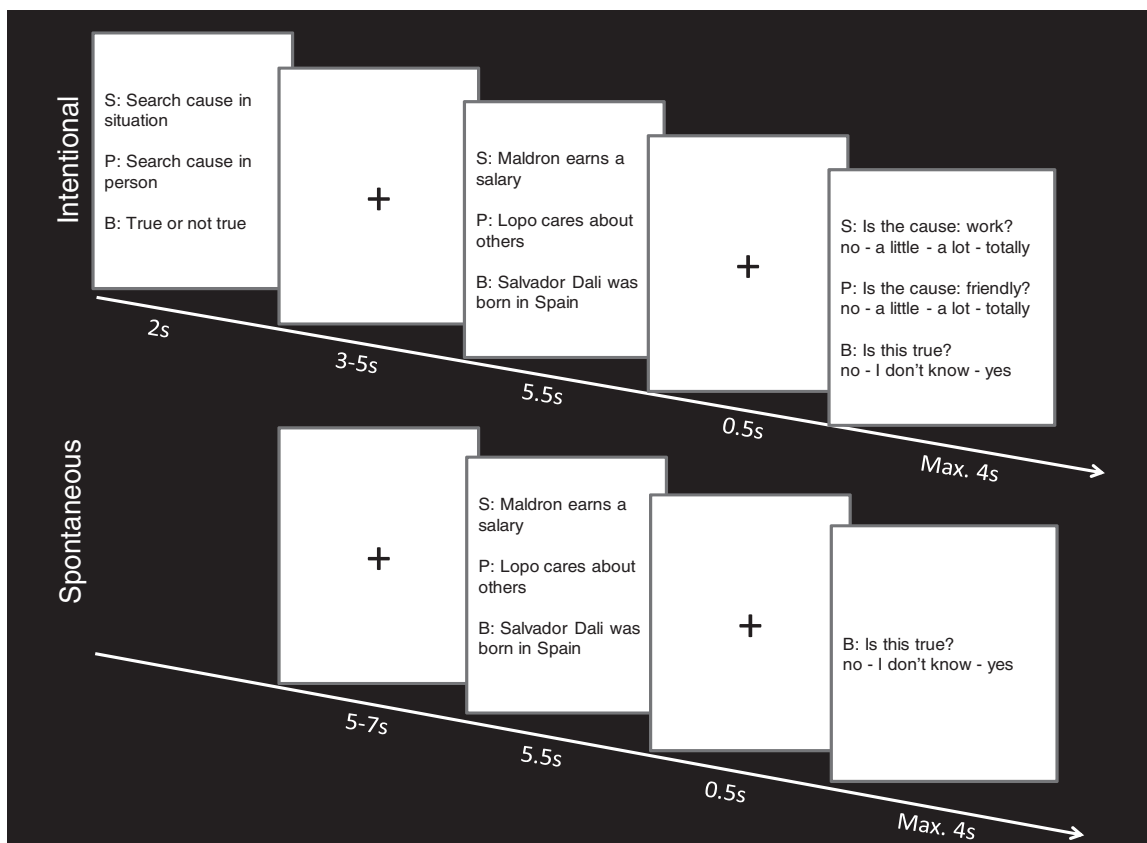 Intentional
S: Search cause in
situation
P: Search cause in
person
B: True or not true
+
S: Maldron earns a
salary
P: Lopo cares about
others
B: Salvador Dali was
born in Spain
+
S: Is the cause: work?
no - a little - a lot - totally
P: Is the cause: friendly?
no - a little - a lot - totally
B: Is this true?
no - I don’t know - yes
2s
3-5s
5.5s
0.5s
Max. 4s
Spontaneous
+
S: Maldron earns a
salary
P: Lopo cares about
others
B: Salvador Dali was
born in Spain
+
B: Is this true?
no - I don’t know - yes
5-7s
5.5s
0.5s
Max. 4s